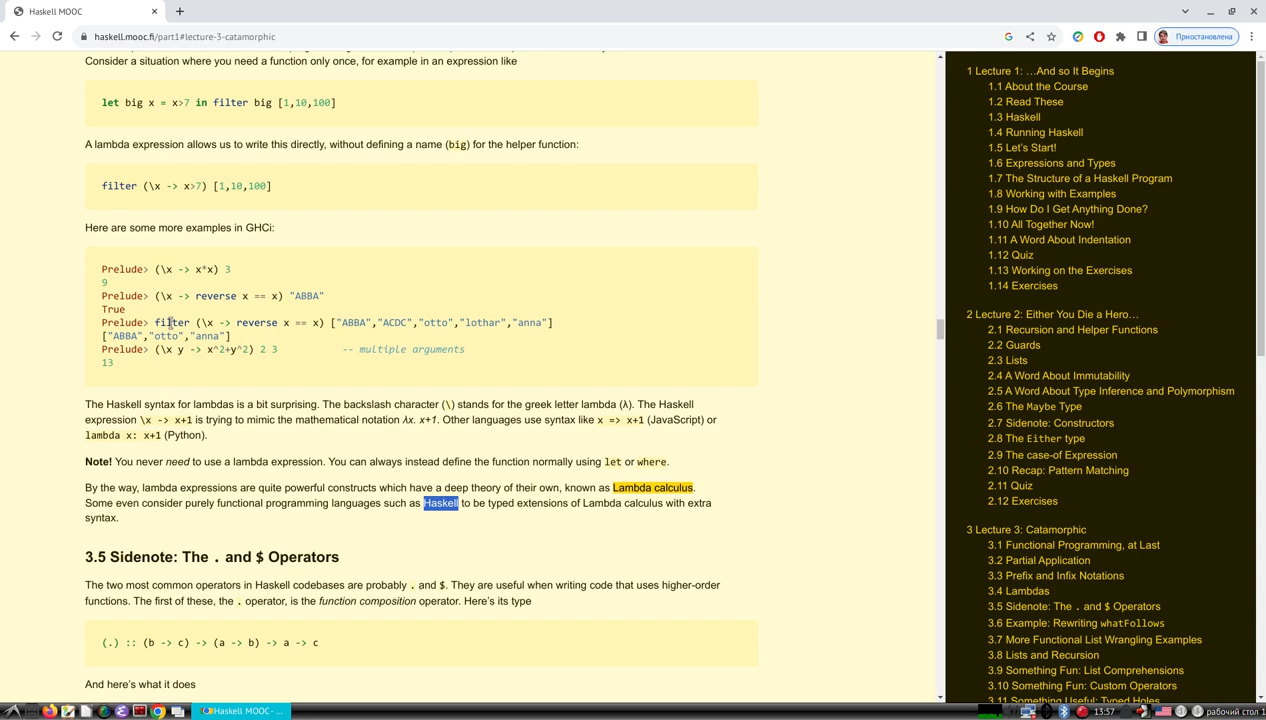 Haskell MOOC
haskell.mooc.fi/part1#lecture-3-catamorphic
Приостановлена
Consider a situation where you need a function only once, for example in an expression like
let big x = x>7 in filter big [1,10,100]
A lambda expression allows us to write this directly, without defining a name (big) for the helper function:
filter (\x -> x>7) [1,10,100]
Here are some more examples in GHCi:
Prelude> (\x -> x*x) 3
9
Prelude> (\x -> reverse x == x) "ABBA"
True
Prelude> filter (\x -> reverse x == x) ["ABBA","ACDC","otto","lothar","anna"]
["ABBA","otto","anna"]
Prelude> (\x y -> x^2+y^2) 2 3 -- multiple arguments
13
The Haskell syntax for lambdas is a bit surprising. The backslash character (\) stands for the greek letter lambda (λ). The Haskell
expression \x -> x+1 is trying to mimic the mathematical notation λx. x+1. Other languages use syntax like x => x+1 (JavaScript) or
lambda x: x+1 (Python).
Note! You never need to use a lambda expression. You can always instead define the function normally using let or where.
By the way, lambda expressions are quite powerful constructs which have a deep theory of their own, known as Lambda calculus.
Some even consider purely functional programming languages such as Haskell to be typed extensions of Lambda calculus with extra
syntax.
3.5 Sidenote: The . and $ Operators
The two most common operators in Haskell codebases are probably . and $. They are useful when writing code that uses higher-order
functions. The first of these, the . operator, is the function composition operator. Here's its type
(.) :: (b -> c) -> (a -> b) -> a -> c
And here's what it does
1 Lecture 1: …And so It Begins
1.1 About the Course
1.2 Read These
1.3 Haskell
1.4 Running Haskell
1.5 Let's Start!
1.6 Expressions and Types
1.7 The Structure of a Haskell Program
1.8 Working with Examples
1.9 How Do I Get Anything Done?
1.10 All Together Now!
1.11 A Word About Indentation
1.12 Quiz
1.13 Working on the Exercises
1.14 Exercises
2 Lecture 2: Either You Die a Hero…
2.1 Recursion and Helper Functions
2.2 Guards
2.3 Lists
2.4 A Word About Immutability
2.5 A Word About Type Inference and Polymorphism
2.6 The Maybe Type
2.7 Sidenote: Constructors
2.8 The Either type
2.9 The case-of Expression
2.10 Recap: Pattern Matching
2.11 Quiz
2.12 Exercises
3 Lecture 3: Catamorphic
3.1 Functional Programming, at Last
3.2 Partial Application
3.3 Prefix and Infix Notations
3.4 Lambdas
3.5 Sidenote: The . and $ Operators
3.6 Example: Rewriting whatFollows
3.7 More Functional List Wrangling Examples
3.8 Lists and Recursion
3.9 Something Fun: List Comprehensions
3.10 Something Fun: Custom Operators
3.11 Something Useful: Typed Holes
Haskell MOOC - ...
13:57
рабочий стол 1